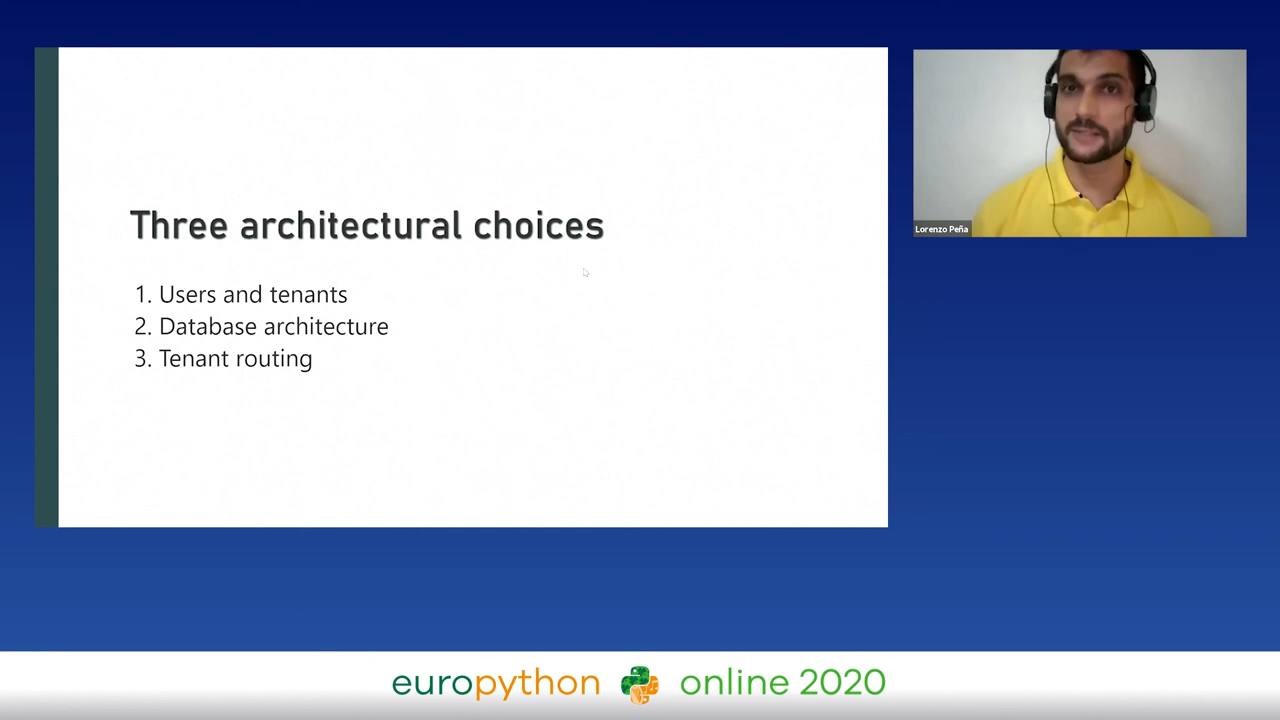 Three architectural choices
1. Users and tenants
2. Database architecture
3. Tenant routing
Lorenzo Peña
europython online 2020